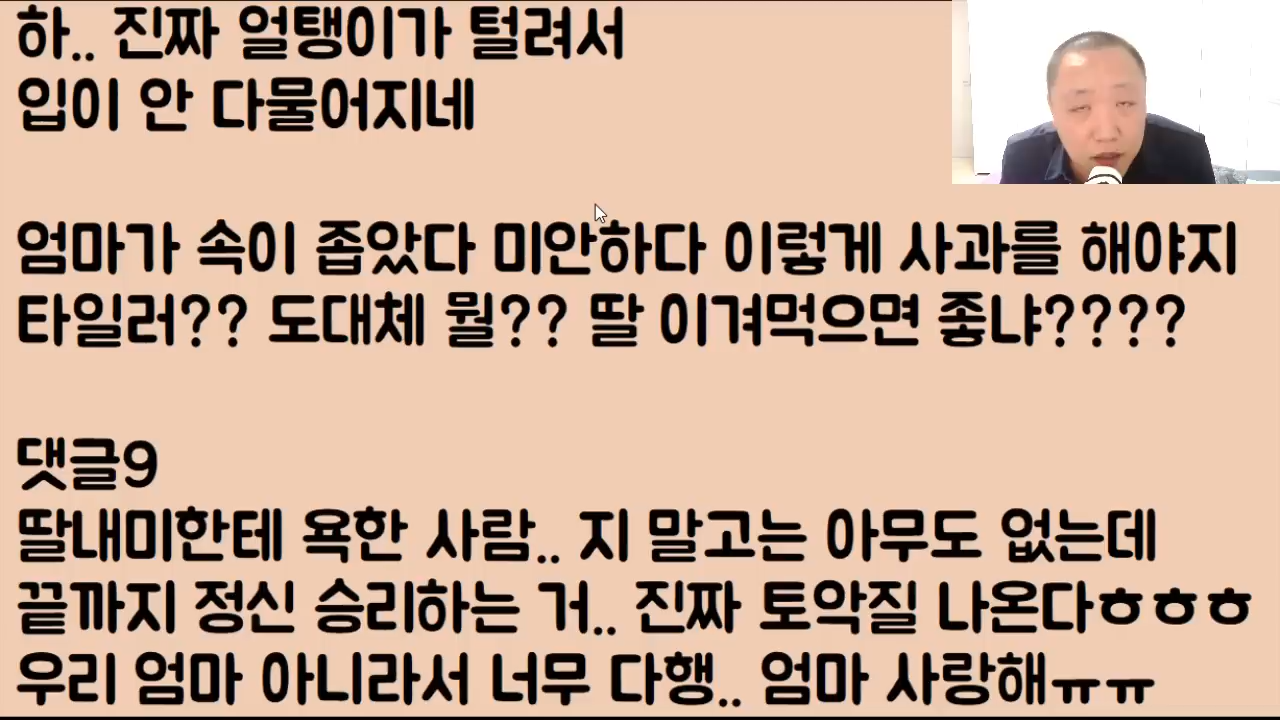 하.. 진짜 얼탱이가 털려서
입이 안 다물어지네
엄마가 속이 좁았다 미안하다 이렇게 사과를 해야지
타일러?? 도대체 뭘?? 딸 이겨먹으면 좋냐????
댓글9
딸내미한테 욕한 사람.. 지 말고는 아무도 없는데
끝까지 정신 승리하는 거.. 진짜 토악질 나온다ㅎㅎㅎ
우리 엄마 아니라서 너무 다행.. 엄마 사랑해ㅠㅠ